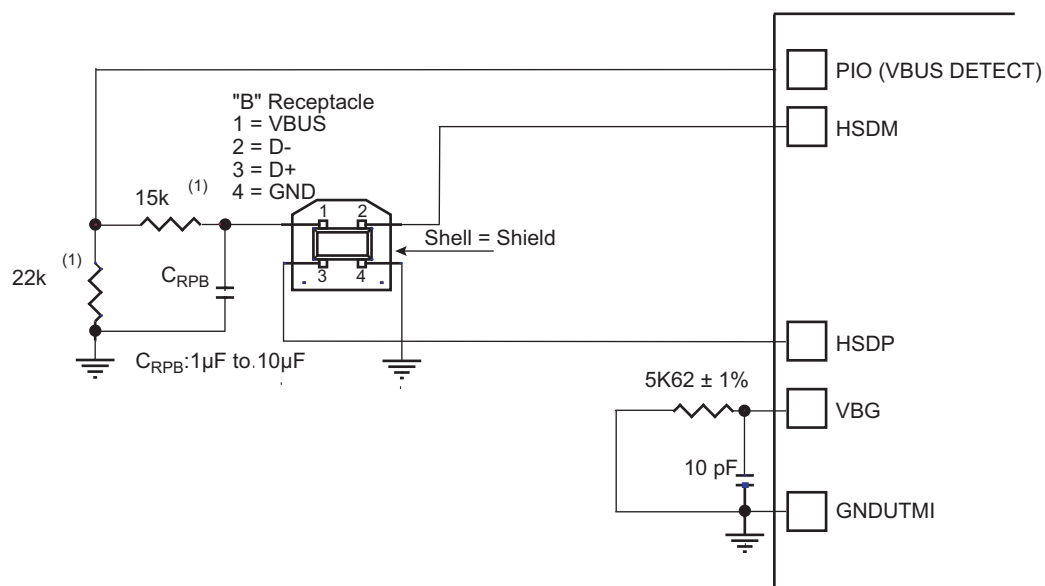 PIO (VBUS DETECT)
"B" Receptacle
1 = VBUS
2 = D-
3 = D+
4 = GND
HSDM
15k (1)
1 2
Shell = Shield
22k (1)
CRPB
3 4
CRPB:1µF to 10µF
HSDP
5K62 ± 1%
VBG
10 pF
GNDUTMI